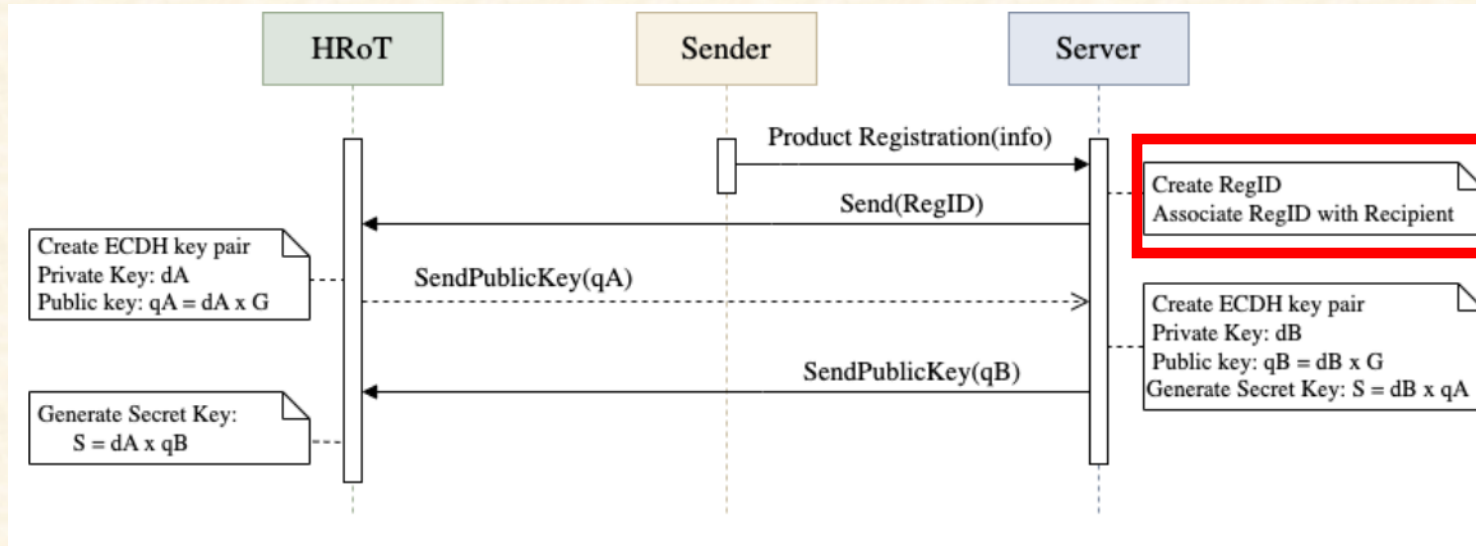 HRoT
Sender
Server
Product Registration(info)
Create RegID
Associate RegID with Recipient
Send(RegID)
Create ECDH key pair
Private Key: dA
Public key: qA = dA x G
SendPublicKey(qA)
Create ECDH key pair
Private Key: dB
Public key: qB = dB x G
Generate Secret Key: S = dB x qA
SendPublicKey(qB)
Generate Secret Key:
S = dA x qB